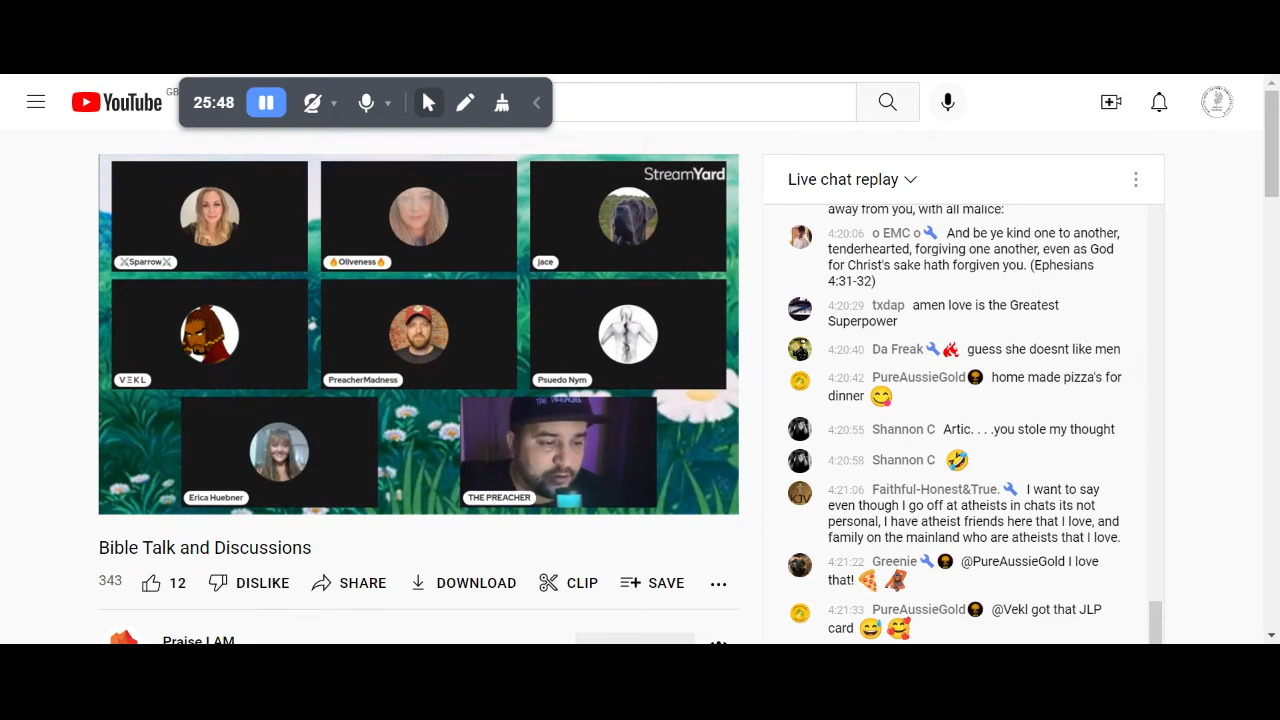 YouTube GB
25:48
StreamYard
⚔Sparrow⚔
🔥Oliveness🔥
jace
VΞKL
PreacherMadness
Psuedo Nym
Erica Huebner
THE PREACHER
Bible Talk and Discussions
343 12 DISLIKE SHARE DOWNLOAD CLIP SAVE
Praise I AM
Live chat replay
away from you, with all malice:
4:20:06 o EMC o And be ye kind one to another,
tenderhearted, forgiving one another, even as God
for Christ's sake hath forgiven you. (Ephesians
4:31-32)
4:20:29 txdap amen love is the Greatest
Superpower
4:20:40 Da Freak guess she doesnt like men
4:20:42 PureAussieGold home made pizza's for
dinner 😋
4:20:55 Shannon C Artic. . . .you stole my thought
4:20:58 Shannon C 🤣
KJV
4:21:06 Faithful-Honest&True. I want to say
even though I go off at atheists in chats its not
personal, I have atheist friends here that I love, and
family on the mainland who are atheists that I love.
4:21:22 Greenie @PureAussieGold I love
that! 🍕
4:21:33 PureAussieGold @Vekl got that JLP
card 😅🥰